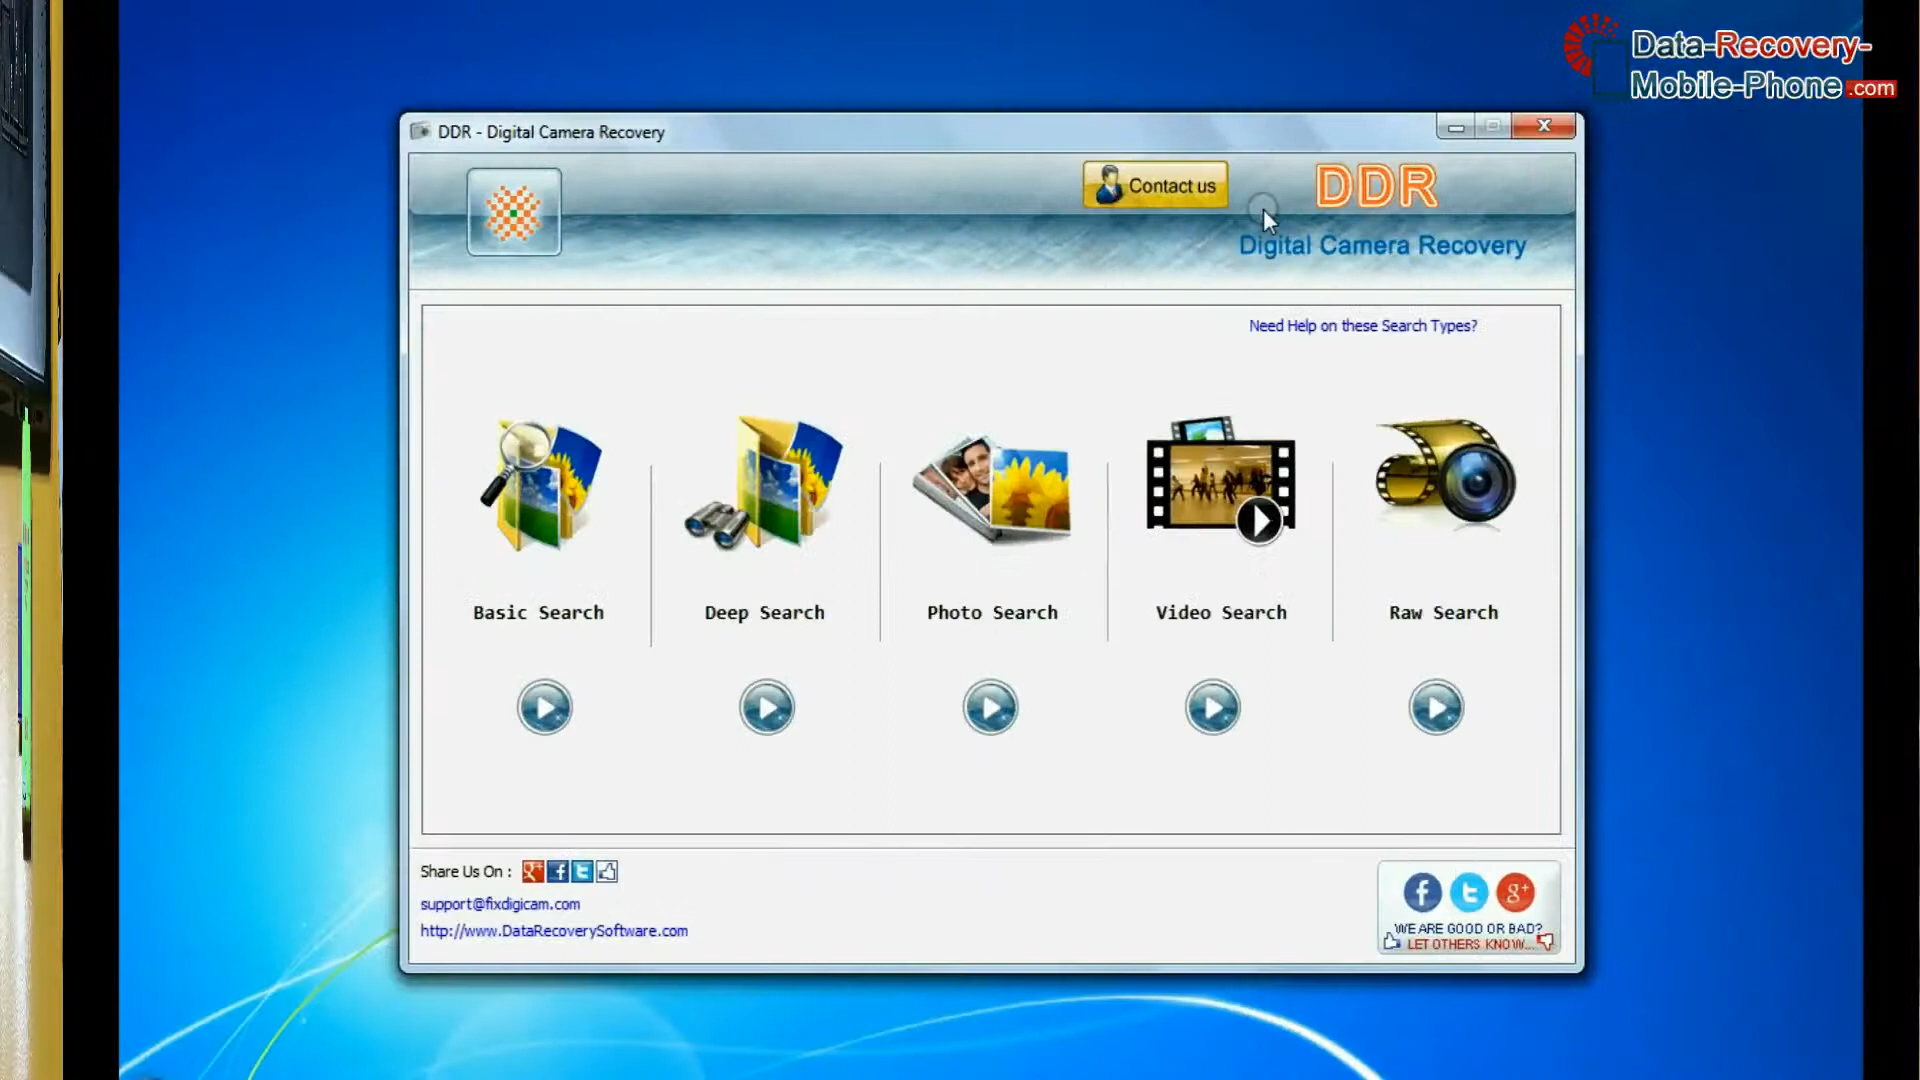 Data-Recovery-
Mobile-Phone.com
DDR - Digital Camera Recovery
Contact us
DDR
Digital Camera Recovery
Need Help on these Search Types?
Basic Search
Deep Search
Photo Search
Video Search
Raw Search
Share Us On :
support@fixdigicam.com
http://www.DataRecoverySoftware.com
WE ARE GOOD OR BAD?
LET OTHERS KNOW...